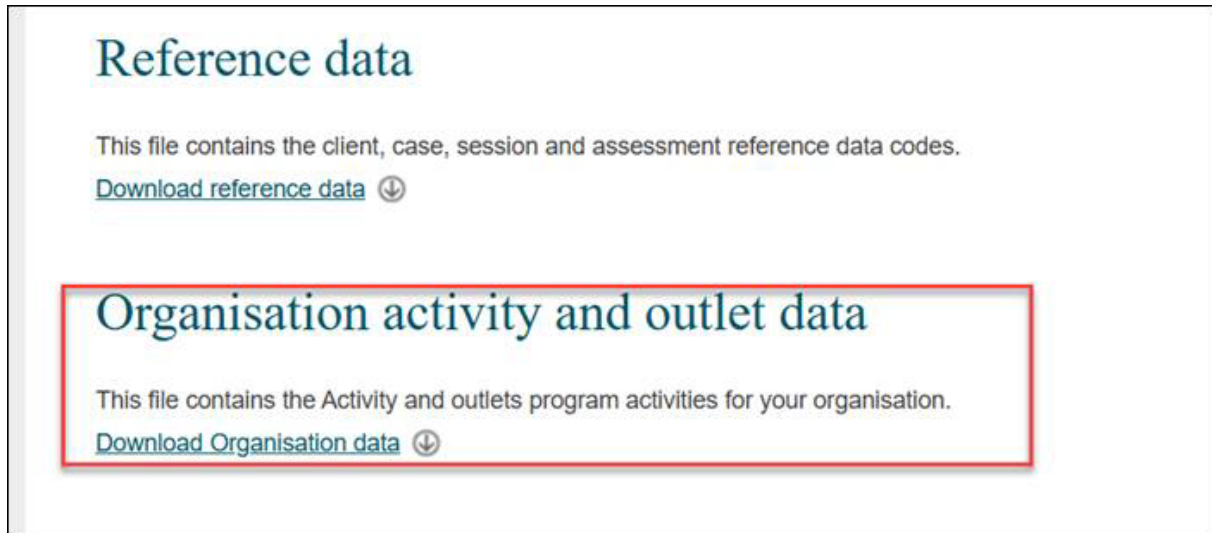 Reference data
This file contains the client, case, session and assessment reference data codes.
Download reference data
Organisation activity and outlet data
This file contains the Activity and outlets program activities for your organisation.
Download Organisation data